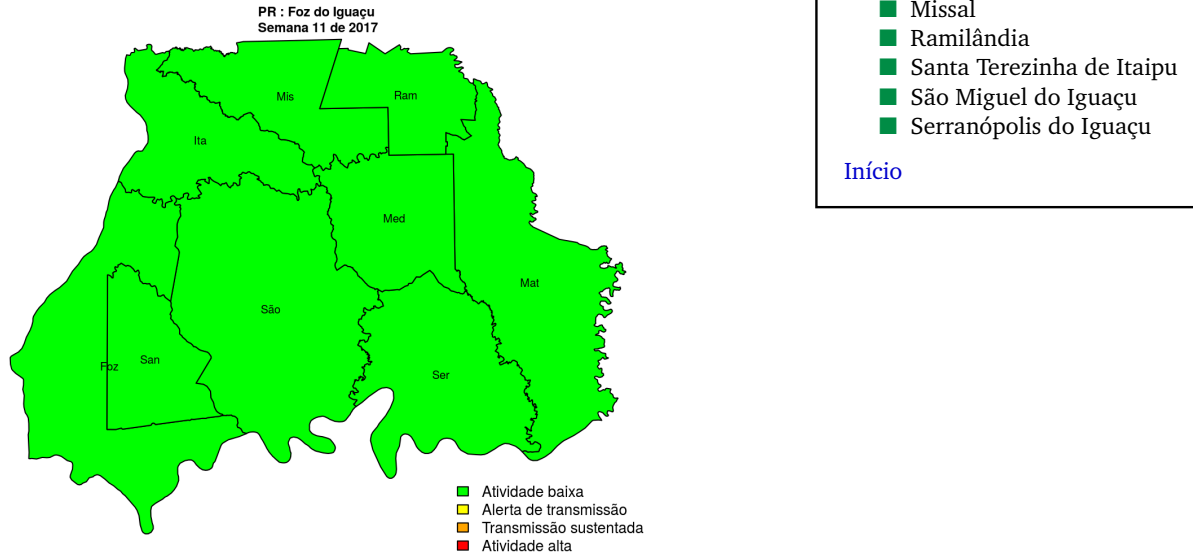 PR : Foz do Iguaçu
Semana 11 de 2017
Mis
Ram
Ita
Med
Mat
São
Foz
San
Ser
Atividade baixa
Alerta de transmissão
Transmissão sustentada
Atividade alta
Missal
Ramilândia
Santa Terezinha de Itaipu
São Miguel do Iguaçu
Serranópolis do Iguaçu
Início